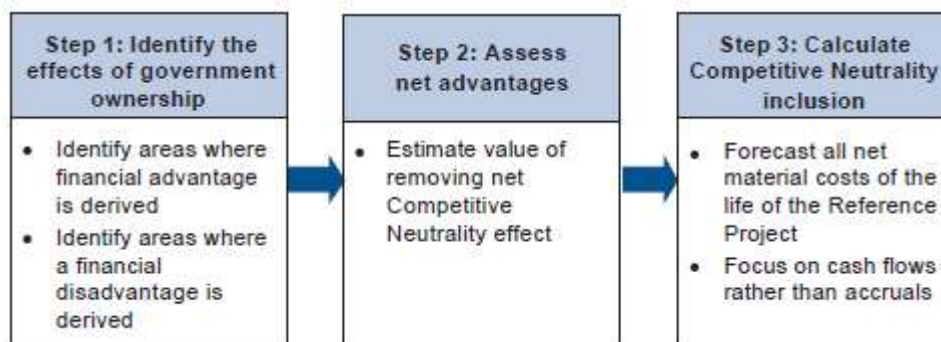 Step 1: Identify the
effects of government
ownership
• Identify areas where
financial advantage
is derived
• Identify areas where
a financial
disadvantage is
derived
Step 2: Assess
net advantages
• Estimate value of
removing net
Competitive
Neutrality effect
Step 3: Calculate
Competitive Neutrality
inclusion
• Forecast all net
material costs of the
life of the Reference
Project
• Focus on cash flows
rather than accruals